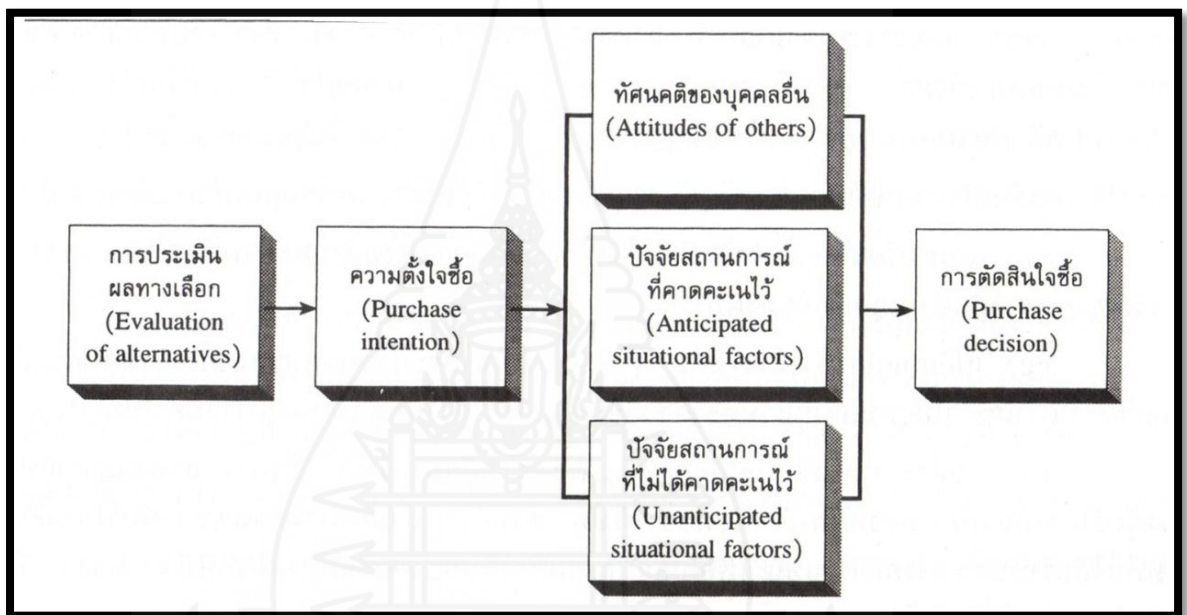 การประเมิน
ผลทางเลือก
(Evaluation
of alternatives)
ความตั้งใจซื้อ
(Purchase
intention)
ทัศนคติของบุคคลอื่น
(Attitudes of others)
ปัจจัยสถานการณ์
ที่คาดคะเนไว้
(Anticipated
situational factors)
ปัจจัยสถานการณ์
ที่ไม่ได้คาดคะเนไว้
(Unanticipated
situational factors)
การตัดสินใจซื้อ
(Purchase
decision)